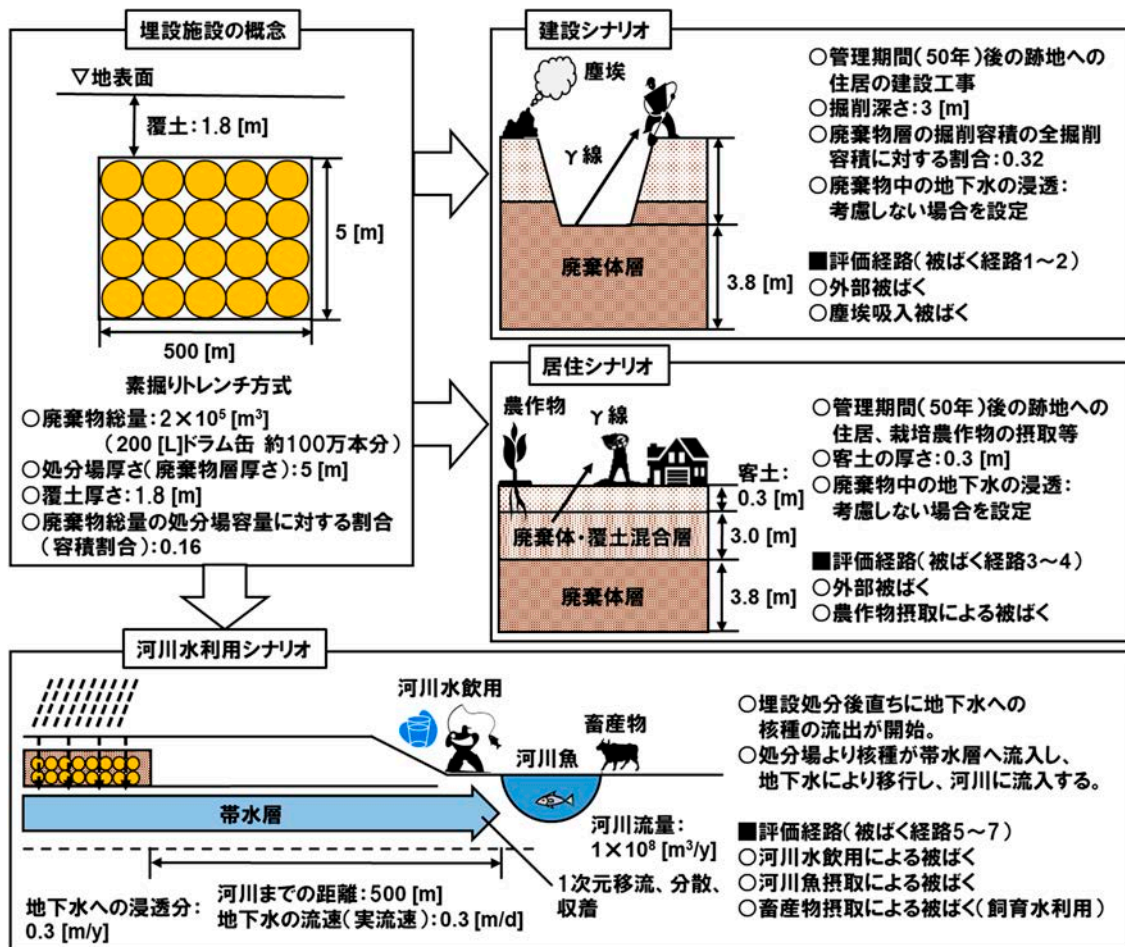 埋設施設の概念
▽地表面
覆土:1.8 [m]
5 [m]
500 [m]
素掘りトレンチ方式
○廃棄物総量:2×10⁵ [m³]
(200 [L]ドラム缶 約100万本分)
○処分場厚さ(廃棄物層厚さ):5 [m]
○覆土厚さ:1.8 [m]
○廃棄物総量の処分場容量に対する割合
(容積割合):0.16
建設シナリオ
塵埃
γ線
廃棄体層
3.8 [m]
○管理期間(50年)後の跡地への
住居の建設工事
○掘削深さ:3 [m]
○廃棄物層の掘削容積の全掘削
容積に対する割合:0.32
○廃棄物中の地下水の浸透:
考慮しない場合を設定
■評価経路(被ばく経路1~2)
○外部被ばく
○塵埃吸入被ばく
居住シナリオ
農作物
γ線
客土:
0.3 [m]
廃棄体・覆土混合層
3.0 [m]
廃棄体層
3.8 [m]
○管理期間(50年)後の跡地への
住居、栽培農作物の摂取等
○客土の厚さ:0.3 [m]
○廃棄物中の地下水の浸透:
考慮しない場合を設定
■評価経路(被ばく経路3~4)
○外部被ばく
○農作物摂取による被ばく
河川水利用シナリオ
河川水飲用
河川魚
畜産物
帯水層
河川流量:
1×10⁸ [m³/y]
1次元移流、分散、
収着
地下水への浸透分:
0.3 [m/y]
河川までの距離:500 [m]
地下水の流速(実流速):0.3 [m/d]
○埋設処分後直ちに地下水への
核種の流出が開始。
○処分場より核種が帯水層へ流入し、
地下水により移行し、河川に流入する。
■評価経路(被ばく経路5~7)
○河川水飲用による被ばく
○河川魚摂取による被ばく
○畜産物摂取による被ばく(飼育水利用)